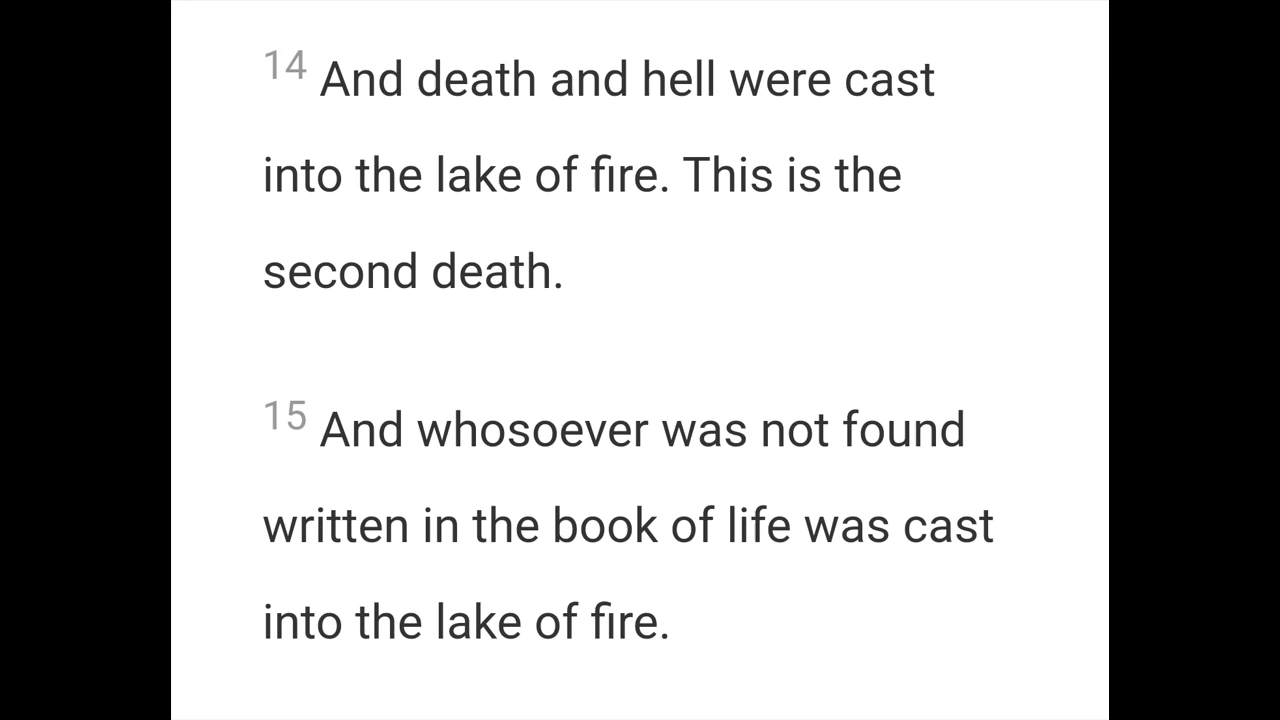 14 And death and hell were cast
into the lake of fire. This is the
second death.
15 And whosoever was not found
written in the book of life was cast
into the lake of fire.